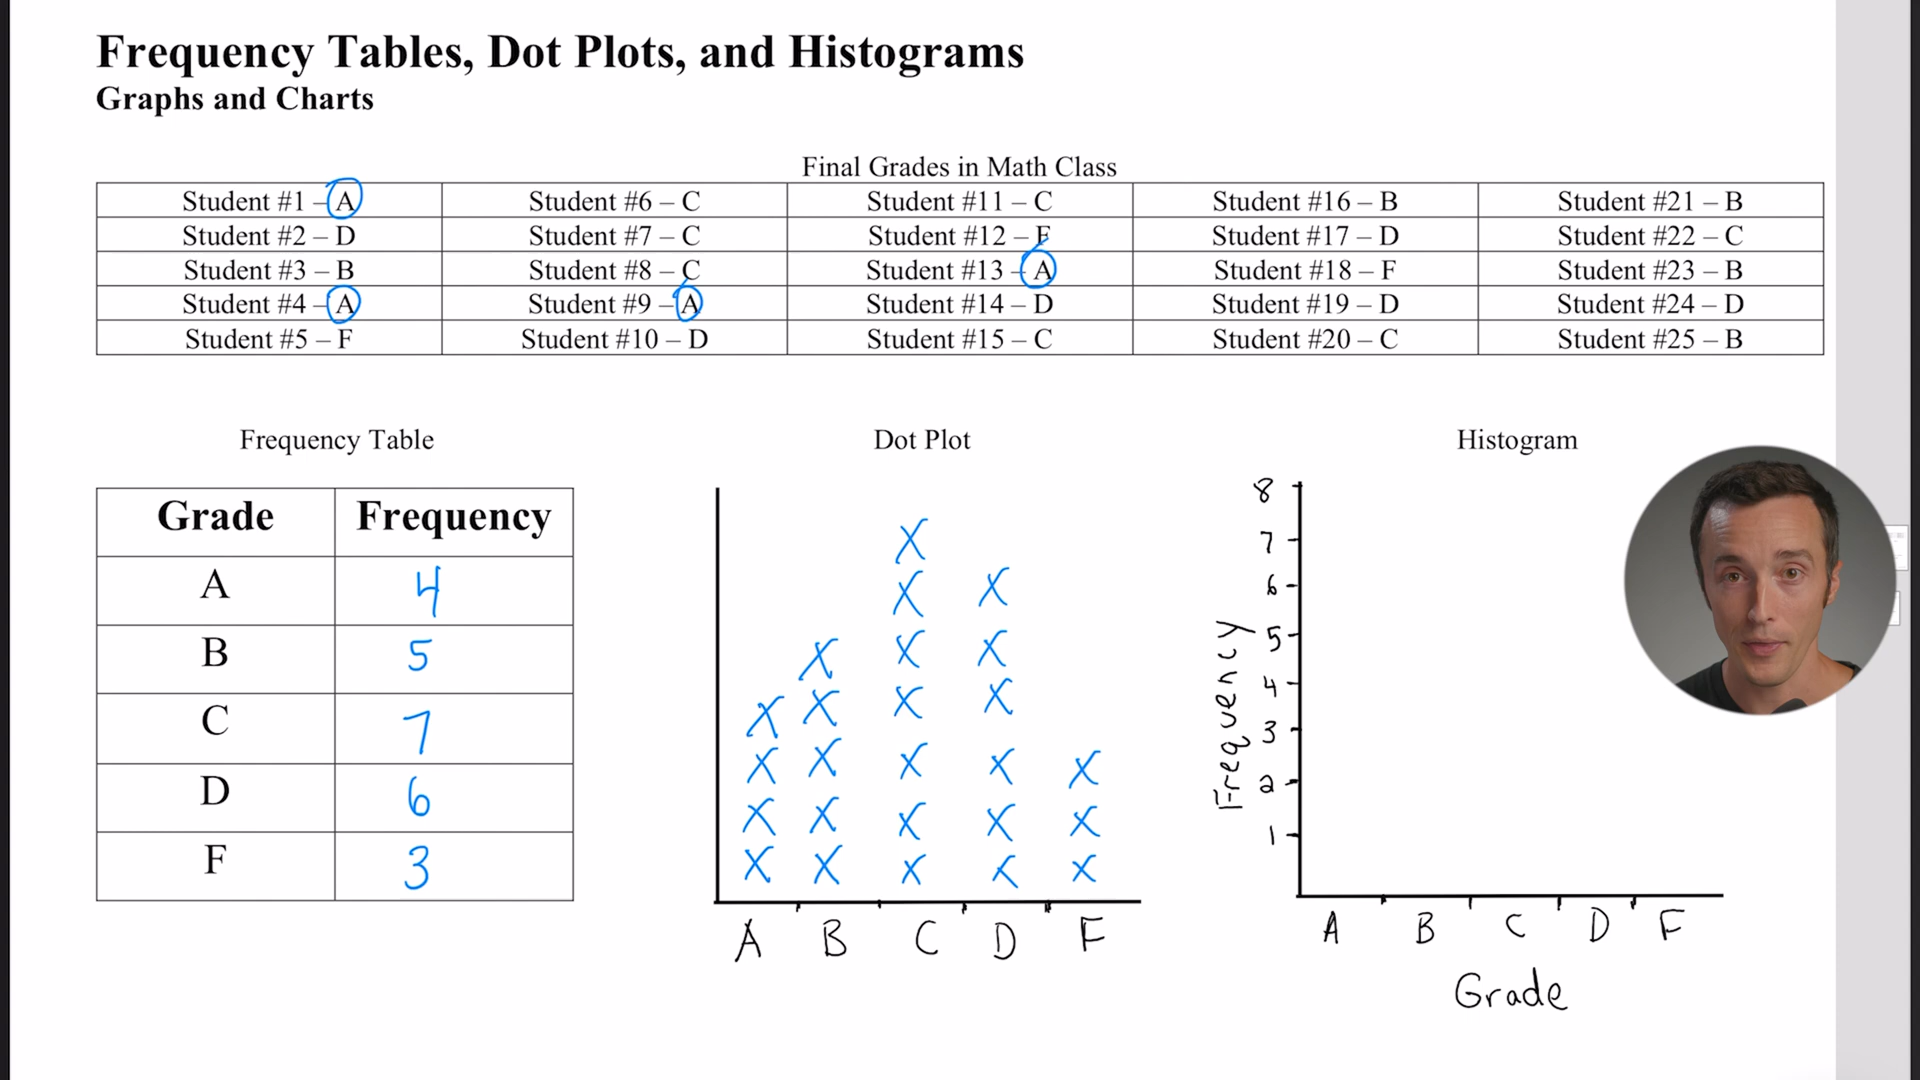 Frequency Tables, Dot Plots, and Histograms
Graphs and Charts
Final Grades in Math Class
Student #1 – A Student #6 – C Student #11 – C Student #16 – B Student #21 – B
Student #2 – D Student #7 – C Student #12 – F Student #17 – D Student #22 – C
Student #3 – B Student #8 – C Student #13 – A Student #18 – F Student #23 – B
Student #4 – A Student #9 – A Student #14 – D Student #19 – D Student #24 – D
Student #5 – F Student #10 – D Student #15 – C Student #20 – C Student #25 – B
Frequency Table
Grade Frequency
A 4
B 5
C 7
D 6
F 3
Dot Plot
X
X X
X X X
X X X X
X X X X X
X X X X X
X X X X X
A B C D F
Histogram
Frequency
8
7
6
5
4
3
2
1
A B C D F
Grade